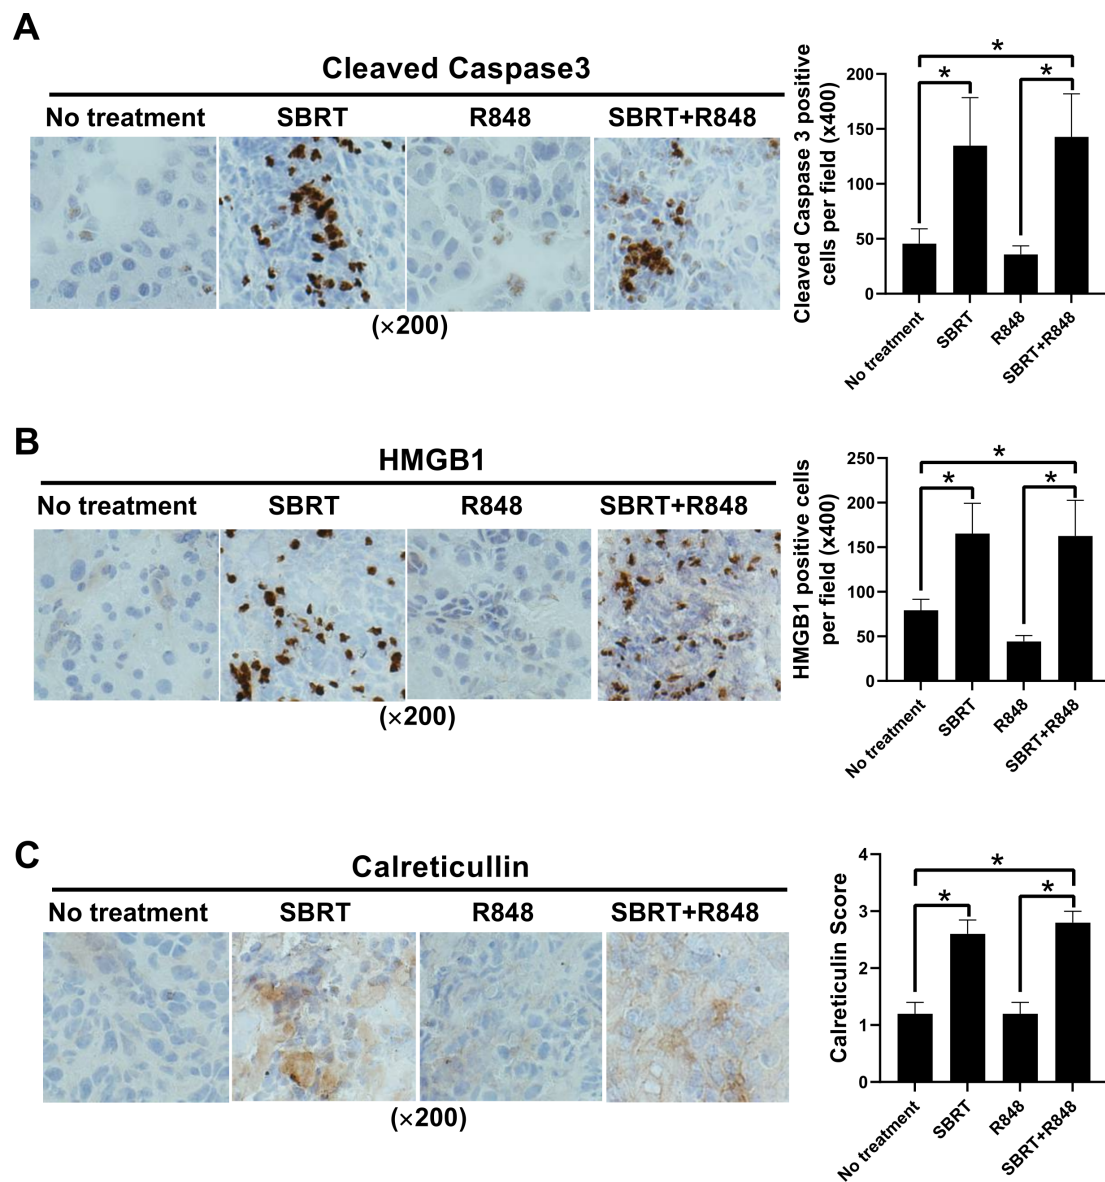 A
Cleaved Caspase3
No treatment SBRT R848 SBRT+R848
(×200)
Cleaved Caspase 3 positive
cells per field (x400)
200
150
100
50
0
* * *
No treatment SBRT R848 SBRT+R848
B
HMGB1
No treatment SBRT R848 SBRT+R848
(×200)
HMGB1 positive cells
per field (x400)
250
200
150
100
50
0
* * *
No treatment SBRT R848 SBRT+R848
C
Calreticullin
No treatment SBRT R848 SBRT+R848
(×200)
Calreticulin Score
4
3
2
1
0
* * *
No treatment SBRT R848 SBRT+R848